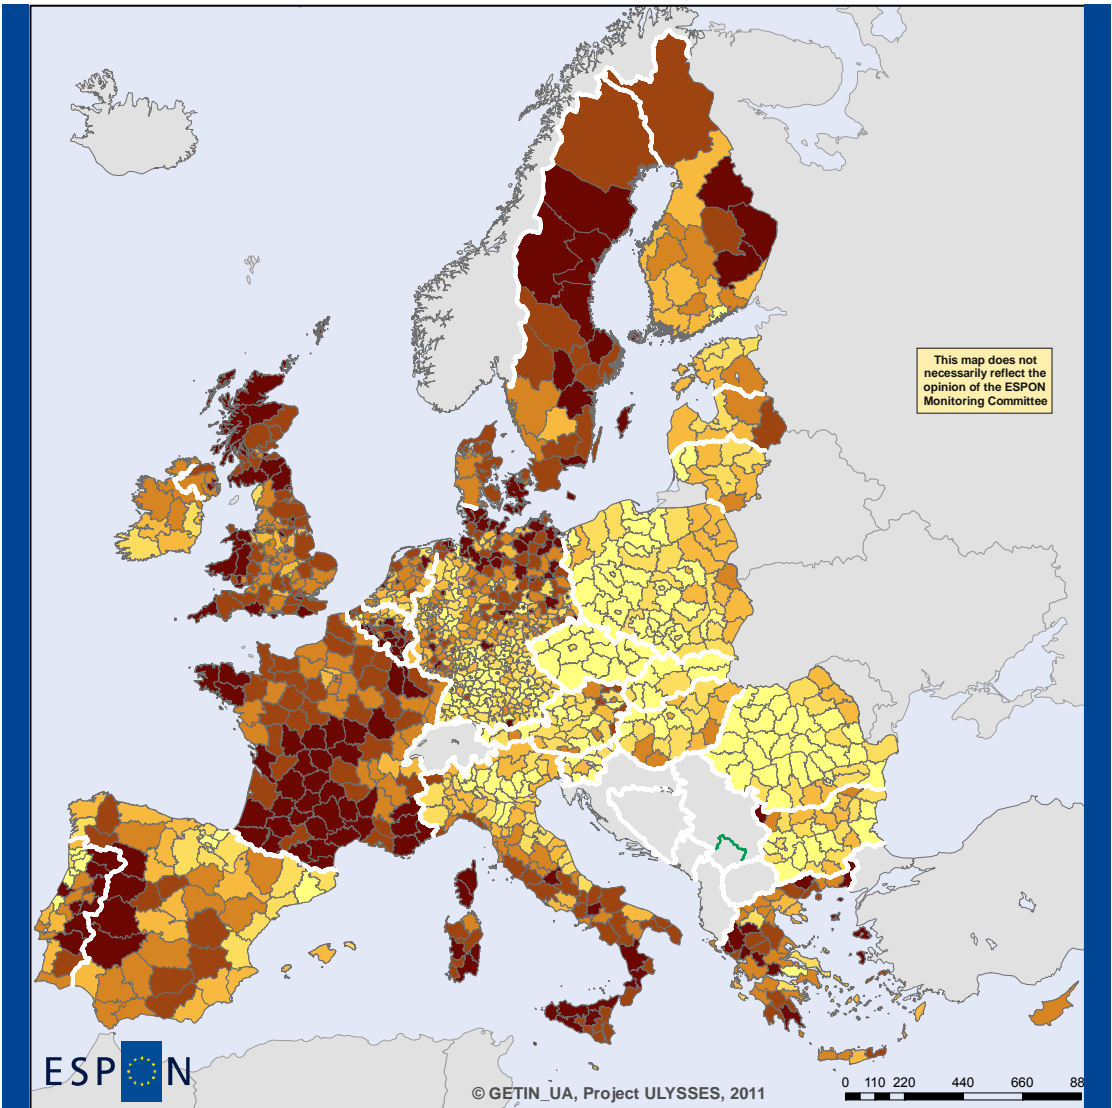 This map does not
necessarily reflect the
opinion of the ESPON
Monitoring Committee
ESPON
© GETIN_UA, Project ULYSSES, 2011
0 110 220 440 660 88